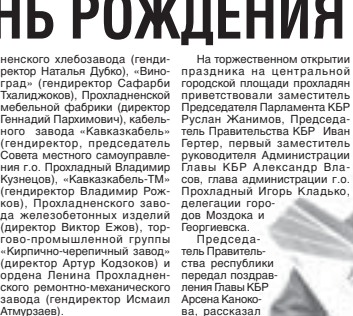 НЬ РОЖДЕНИЯ
ненского хлебозавода (генди-
ректор Наталья Дубко), «Вино-
град» (гендиректор Сафарби
Тхалиджоков), Прохладненской
мебельной фабрики (директор
Геннадий Пархимович), кабель-
ного завода «Кавказкабель»
(гендиректор, председатель
Совета местного самоуправле-
ния г.о. Прохладный Владимир
Кузнецов), «Кавказкабель-ТМ»
(гендиректор Владимир Рож-
ков), Прохладненского заво-
да железобетонных изделий
(директор Виктор Ежов), тор-
гово-промышленной группы
«Кирпично-черепичный завод»
(директор Артур Кодзоков) и
ордена Ленина Прохладнен-
ского ремонтно-механического
завода (гендиректор Исмаил
Атмурзаев).
На торжественном открытии
праздника на центральной
городской площади прохладян
приветствовали заместитель
Председателя Парламента КБР
Руслан Жанимов, Председа-
тель Правительства КБР Иван
Гертер, первый заместитель
руководителя Администрации
Главы КБР Александр Вла-
сов, глава администрации г.о.
Прохладный Игорь Кладько,
делегации горо-
дов Моздока и
Георгиевска.
Председа-
тель Правитель-
ства республики
передал поздрав-
ления Главы КБР
Арсена Каноко-
ва, рассказал